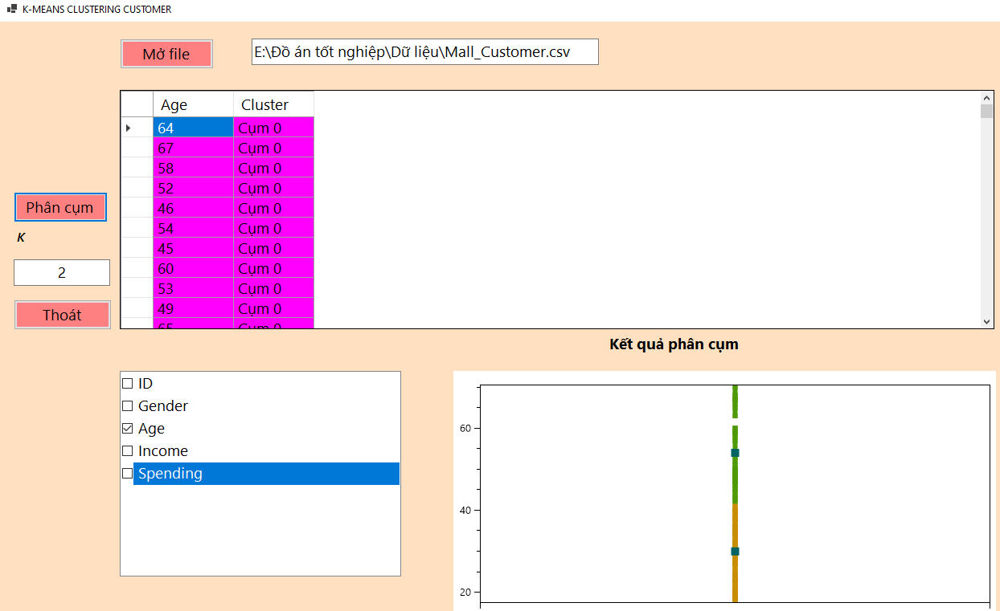 K-MEANS CLUSTERING CUSTOMER
Mở file
E:\Đồ án tốt nghiệp\Dữ liệu\Mall_Customer.csv
Age Cluster
64 Cụm 0
67 Cụm 0
58 Cụm 0
52 Cụm 0
46 Cụm 0
54 Cụm 0
45 Cụm 0
60 Cụm 0
53 Cụm 0
49 Cụm 0
65 Cụm 0
Phân cụm
K
2
Thoát
Kết quả phân cụm
ID
Gender
Age
Income
Spending
60
40
20